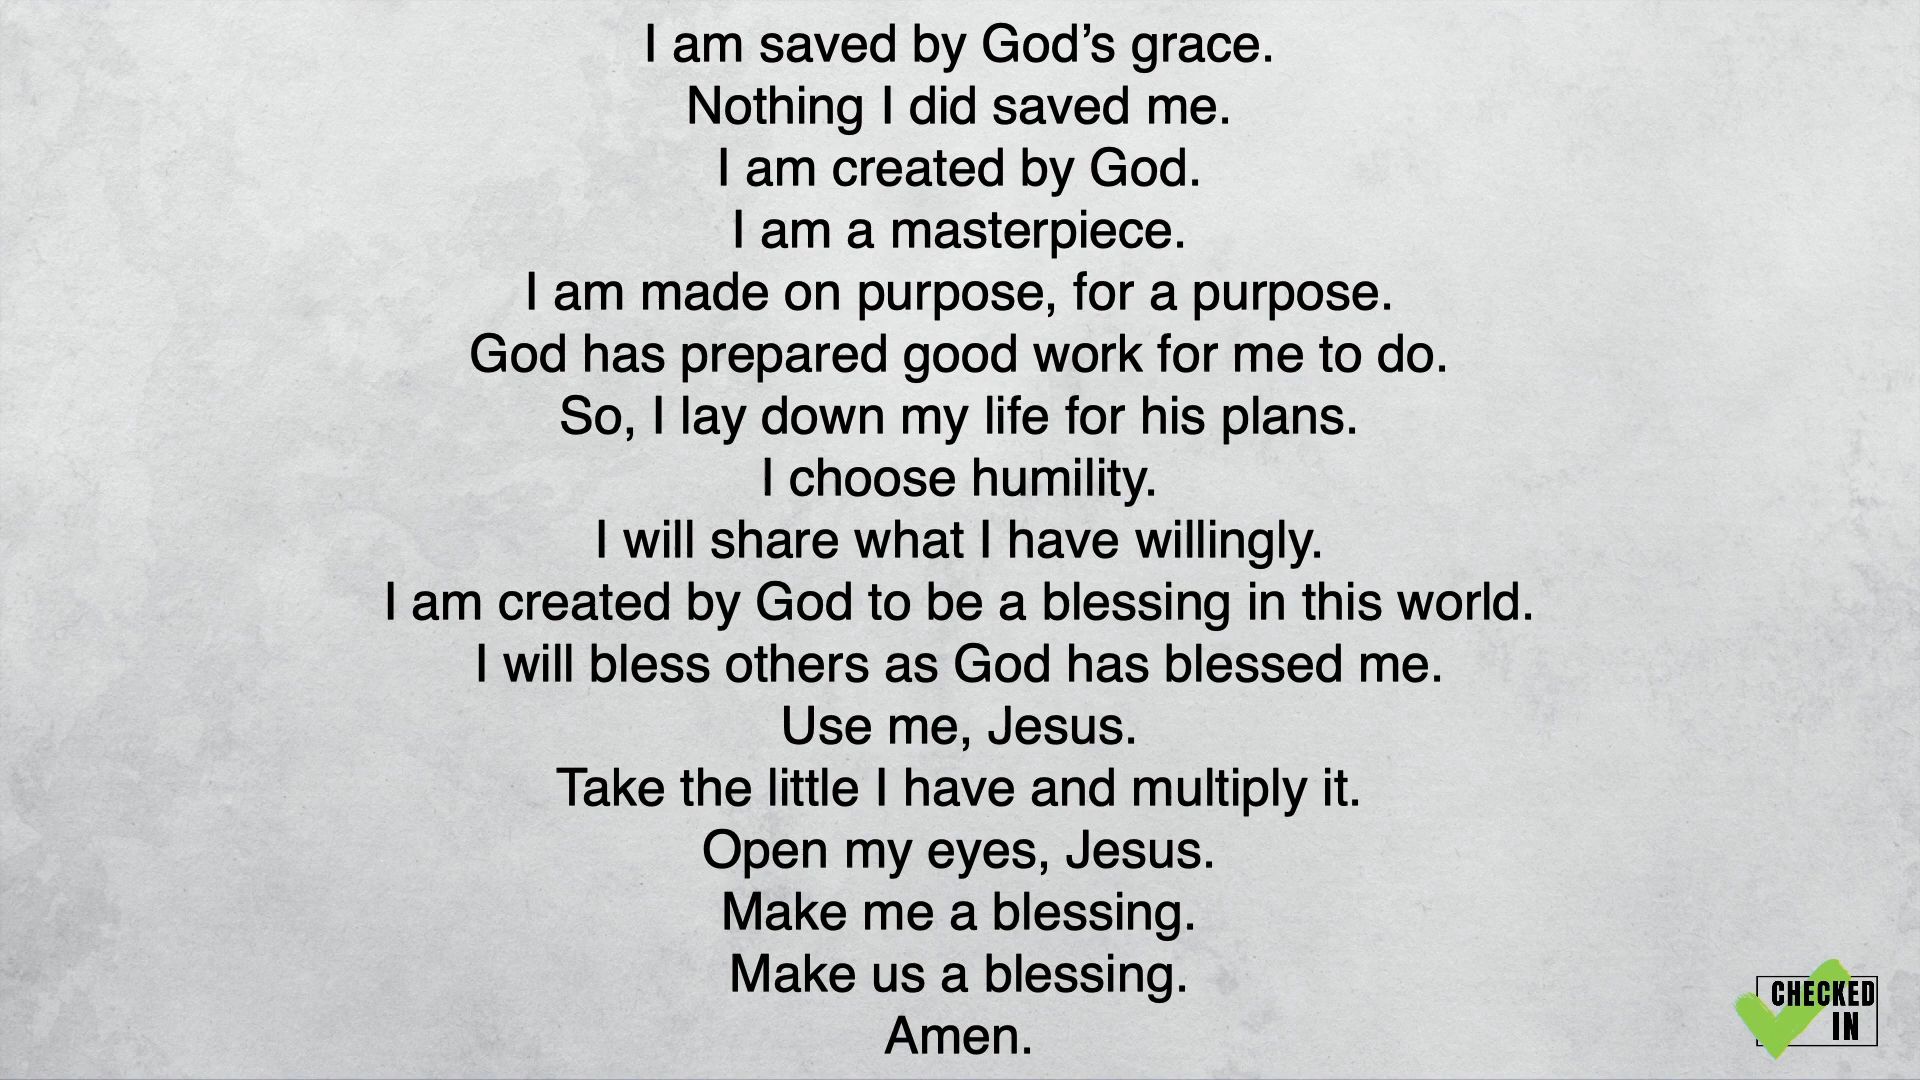 I am saved by God’s grace.
Nothing I did saved me.
I am created by God.
I am a masterpiece.
I am made on purpose, for a purpose.
God has prepared good work for me to do.
So, I lay down my life for his plans.
I choose humility.
I will share what I have willingly.
I am created by God to be a blessing in this world.
I will bless others as God has blessed me.
Use me, Jesus.
Take the little I have and multiply it.
Open my eyes, Jesus.
Make me a blessing.
Make us a blessing.
Amen.
CHECKED
IN